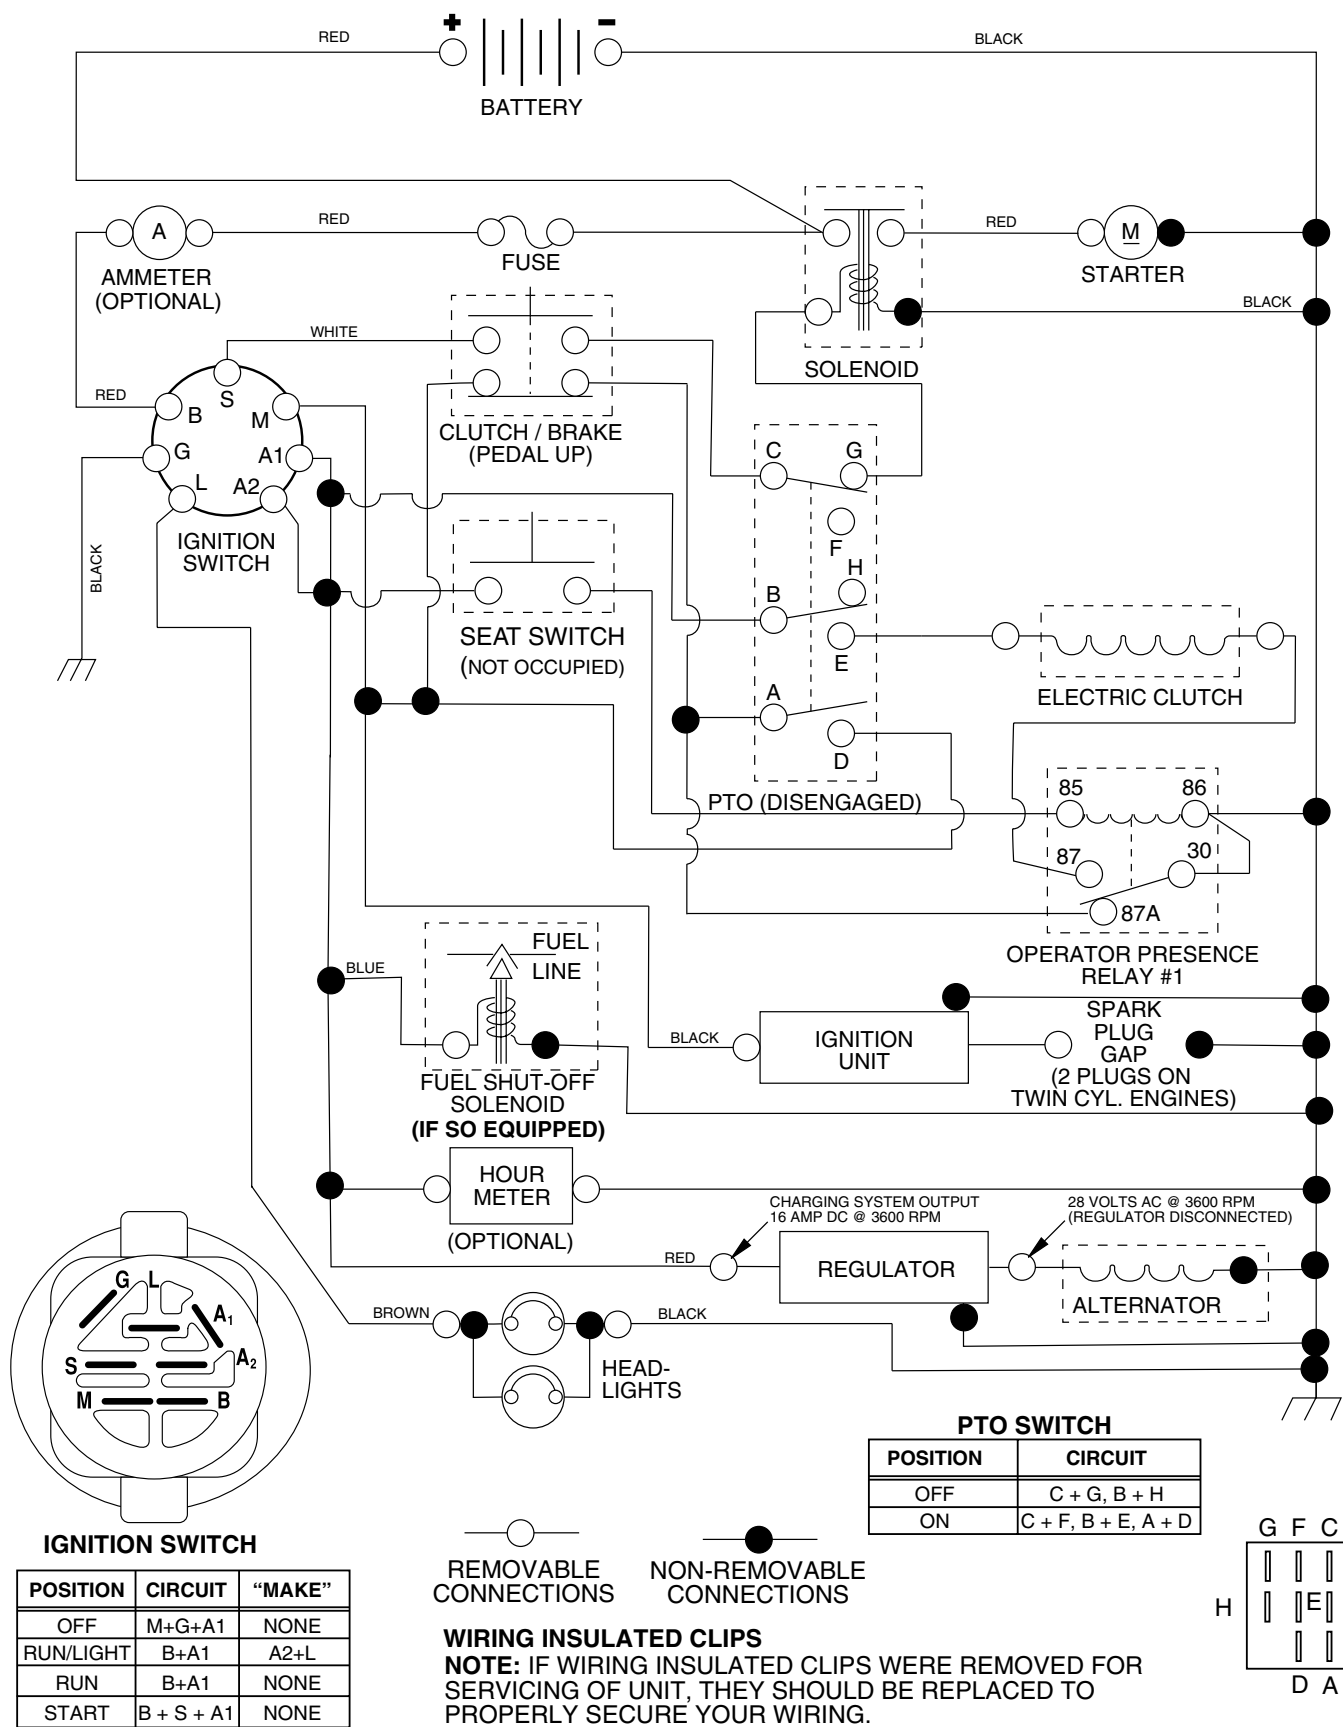 +
−
RED
BLACK
BATTERY
A
RED
RED
M
AMMETER
(OPTIONAL)
FUSE
STARTER
BLACK
WHITE
SOLENOID
RED
S
B
M
G
A1
L
A2
CLUTCH / BRAKE
(PEDAL UP)
C
G
F
H
B
E
A
D
IGNITION
SWITCH
BLACK
SEAT SWITCH
(NOT OCCUPIED)
ELECTRIC CLUTCH
PTO (DISENGAGED)
85
86
87
30
87A
OPERATOR PRESENCE
RELAY #1
FUEL
LINE
BLUE
BLACK
IGNITION
UNIT
SPARK
PLUG
GAP
(2 PLUGS ON
TWIN CYL. ENGINES)
FUEL SHUT-OFF
SOLENOID
(IF SO EQUIPPED)
HOUR
METER
(OPTIONAL)
CHARGING SYSTEM OUTPUT
16 AMP DC @ 3600 RPM
28 VOLTS AC @ 3600 RPM
(REGULATOR DISCONNECTED)
RED
REGULATOR
ALTERNATOR
BROWN
BLACK
HEAD-
LIGHTS
G L
A1
S
A2
M
B
IGNITION SWITCH
POSITION CIRCUIT “MAKE”
OFF M+G+A1 NONE
RUN/LIGHT B+A1 A2+L
RUN B+A1 NONE
START B + S + A1 NONE
REMOVABLE
CONNECTIONS
NON-REMOVABLE
CONNECTIONS
PTO SWITCH
POSITION CIRCUIT
OFF C + G, B + H
ON C + F, B + E, A + D
G F C
H
E
D A
WIRING INSULATED CLIPS
NOTE: IF WIRING INSULATED CLIPS WERE REMOVED FOR
SERVICING OF UNIT, THEY SHOULD BE REPLACED TO
PROPERLY SECURE YOUR WIRING.